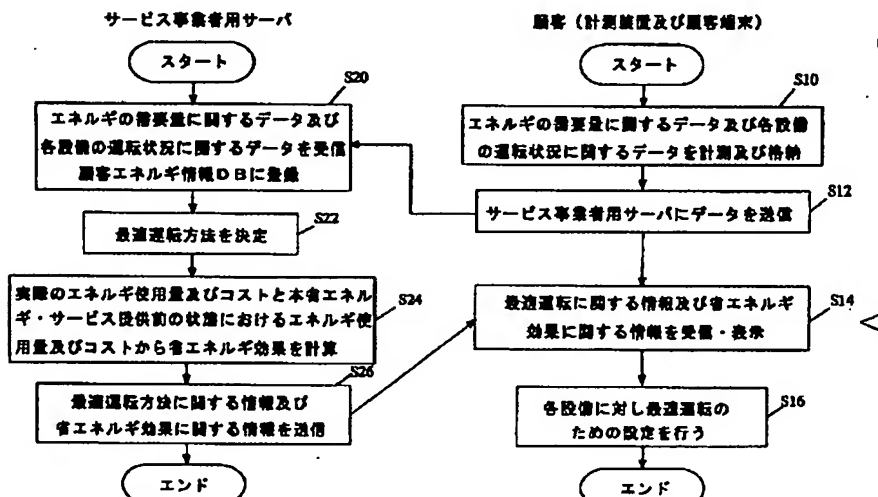 サービス事業者用サーバ
スタート
S20
エネルギの需要量に関するデータ及び
各設備の運転状況に関するデータを受信
顧客エネルギ情報DBに登録
S22
最適運転方法を決定
S24
実際のエネルギ使用量及びコストと本省エネル
ギ・サービス提供前の状態におけるエネルギ使
用量及びコストから省エネルギ効果を計算
S26
最適運転方法に関する情報及び
省エネルギ効果に関する情報を送信
エンド
顧客(計測装置及び顧客端末)
スタート
S10
エネルギの需要量に関するデータ及び各設備
の運転状況に関するデータを計測及び格納
S12
サービス事業者用サーバにデータを送信
S14
最適運転に関する情報及び省エネルギ
効果に関する情報を受信・表示
S16
各設備に対し最適運転の
ための設定を行う
エンド